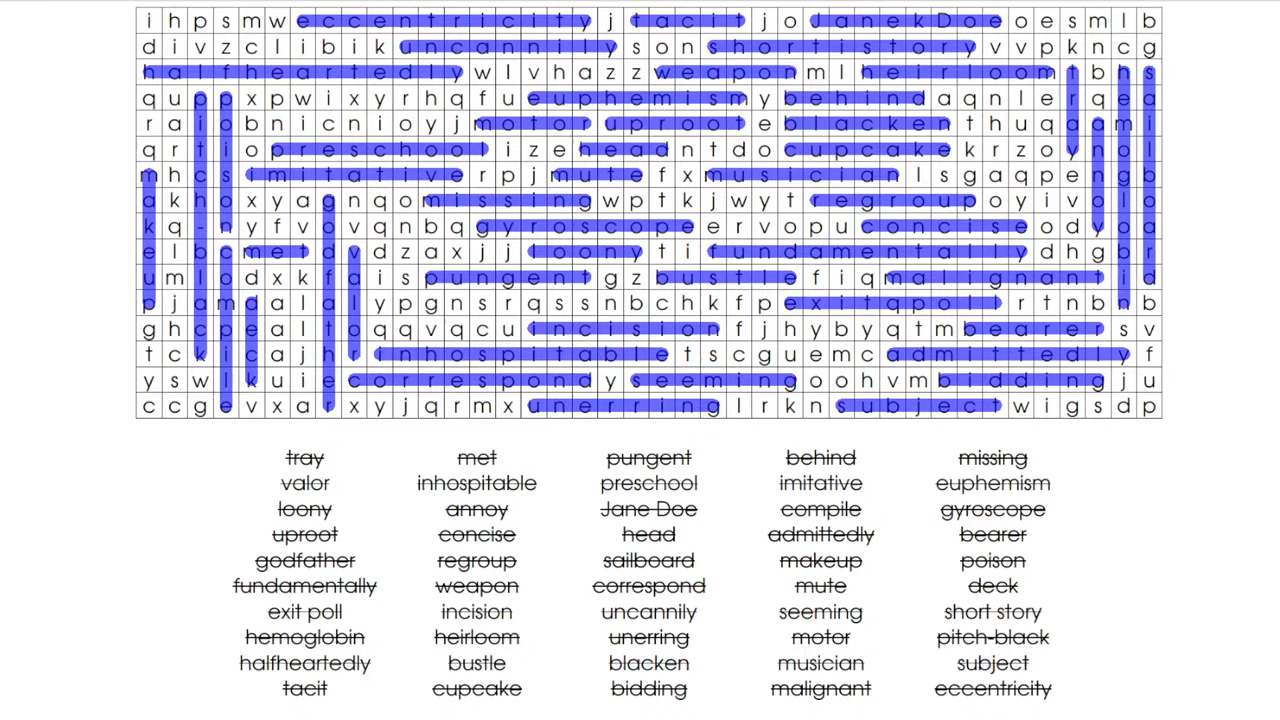 i h p s m w e c c e n t r i c i t y j t a c i t j o J a n e k D o e o e s m l b
d i v z c l i b i k u n c a n n i l y s o n s h o r t i s t o r y v v p k n c g
h a l f h e a r t e d l y w l v h a z z w e a p o n m l h e i r l o o m t b h s
q u p p x p w i x y r h q f u e u p h e m i s m y b e h i n d a q n l e r q e a
r a i o b n i c n i o y j m o t o r u p r o o t e b l a c k e n t h u q a a m i
q r t i o p r e s c h o o l i z e h e a d n t d o c u p c a k e k r z o y n o l
m h c s i m i t a t i v e r p j m u t e f x m u s i c i a n l s g a q p e n g b
a k h o x y a g n q o m i s s i n g w p t k j w y t r e g r o u p o y i v o l o
k q - n y f v o v q n b q g y r o s c o p e e r v o p u c o n c i s e o d y o a
e l b c m e t d v d z a x j j l o o n y t i f u n d a m e n t a l l y d h g b r
u m l o d x k f a i s p u n g e n t g z b u s t l e f i q m a l i g n a n t i d
p j a m d a l a l y p g n s r q s s n b c h k f p e x i t q p o l l r t n b n b
g h c p e a l t o q q v q c u i n c i s i o n f j h y b y q t m b e a r e r s v
t c k i c a j h r i n h o s p i t a b l e t s c g u e m c a d m i t t e d l y f
y s w l k u i e c o r r e s p o n d y s e e m i n g o o h v m b i d d i n g j u
c c g e v x a r x y j q r m x u n e r r i n g l r k n s u b j e c t w i g s d p
tray met pungent behind missing
valor inhospitable preschool imitative euphemism
loony annoy Jane Doe compile gyroscope
uproot concise head admittedly bearer
godfather regroup sailboard makeup poison
fundamentally weapon correspond mute deck
exit poll incision uncannily seeming short story
hemoglobin heirloom unerring motor pitch-black
halfheartedly bustle blacken musician subject
tacit cupcake bidding malignant eccentricity